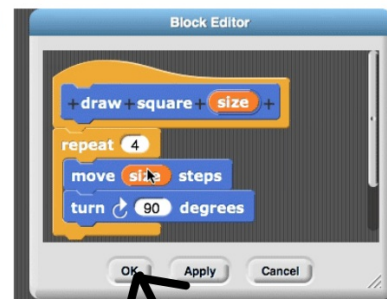 Block Editor
+draw+square+ size +
repeat 4
move size steps
turn 90 degrees
OK Apply Cancel